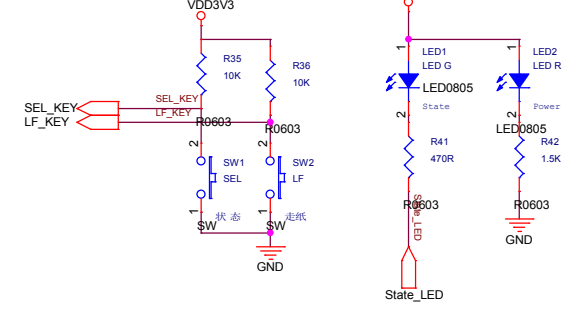 VDD3V3
R35
10K
R36
10K
SEL_KEY
SEL_KEY
LF_KEY
LF_KEY
R0603
R0603
2
SW1
SEL
2
SW2
LF
1
状态
SW
1
走纸
SW
GND
1
LED1
LED G
LED0805
State
2
1
LED2
LED R
Power
2
LED0805
R41
470R
R42
1.5K
R0603
R0603
State_LED
GND
State_LED